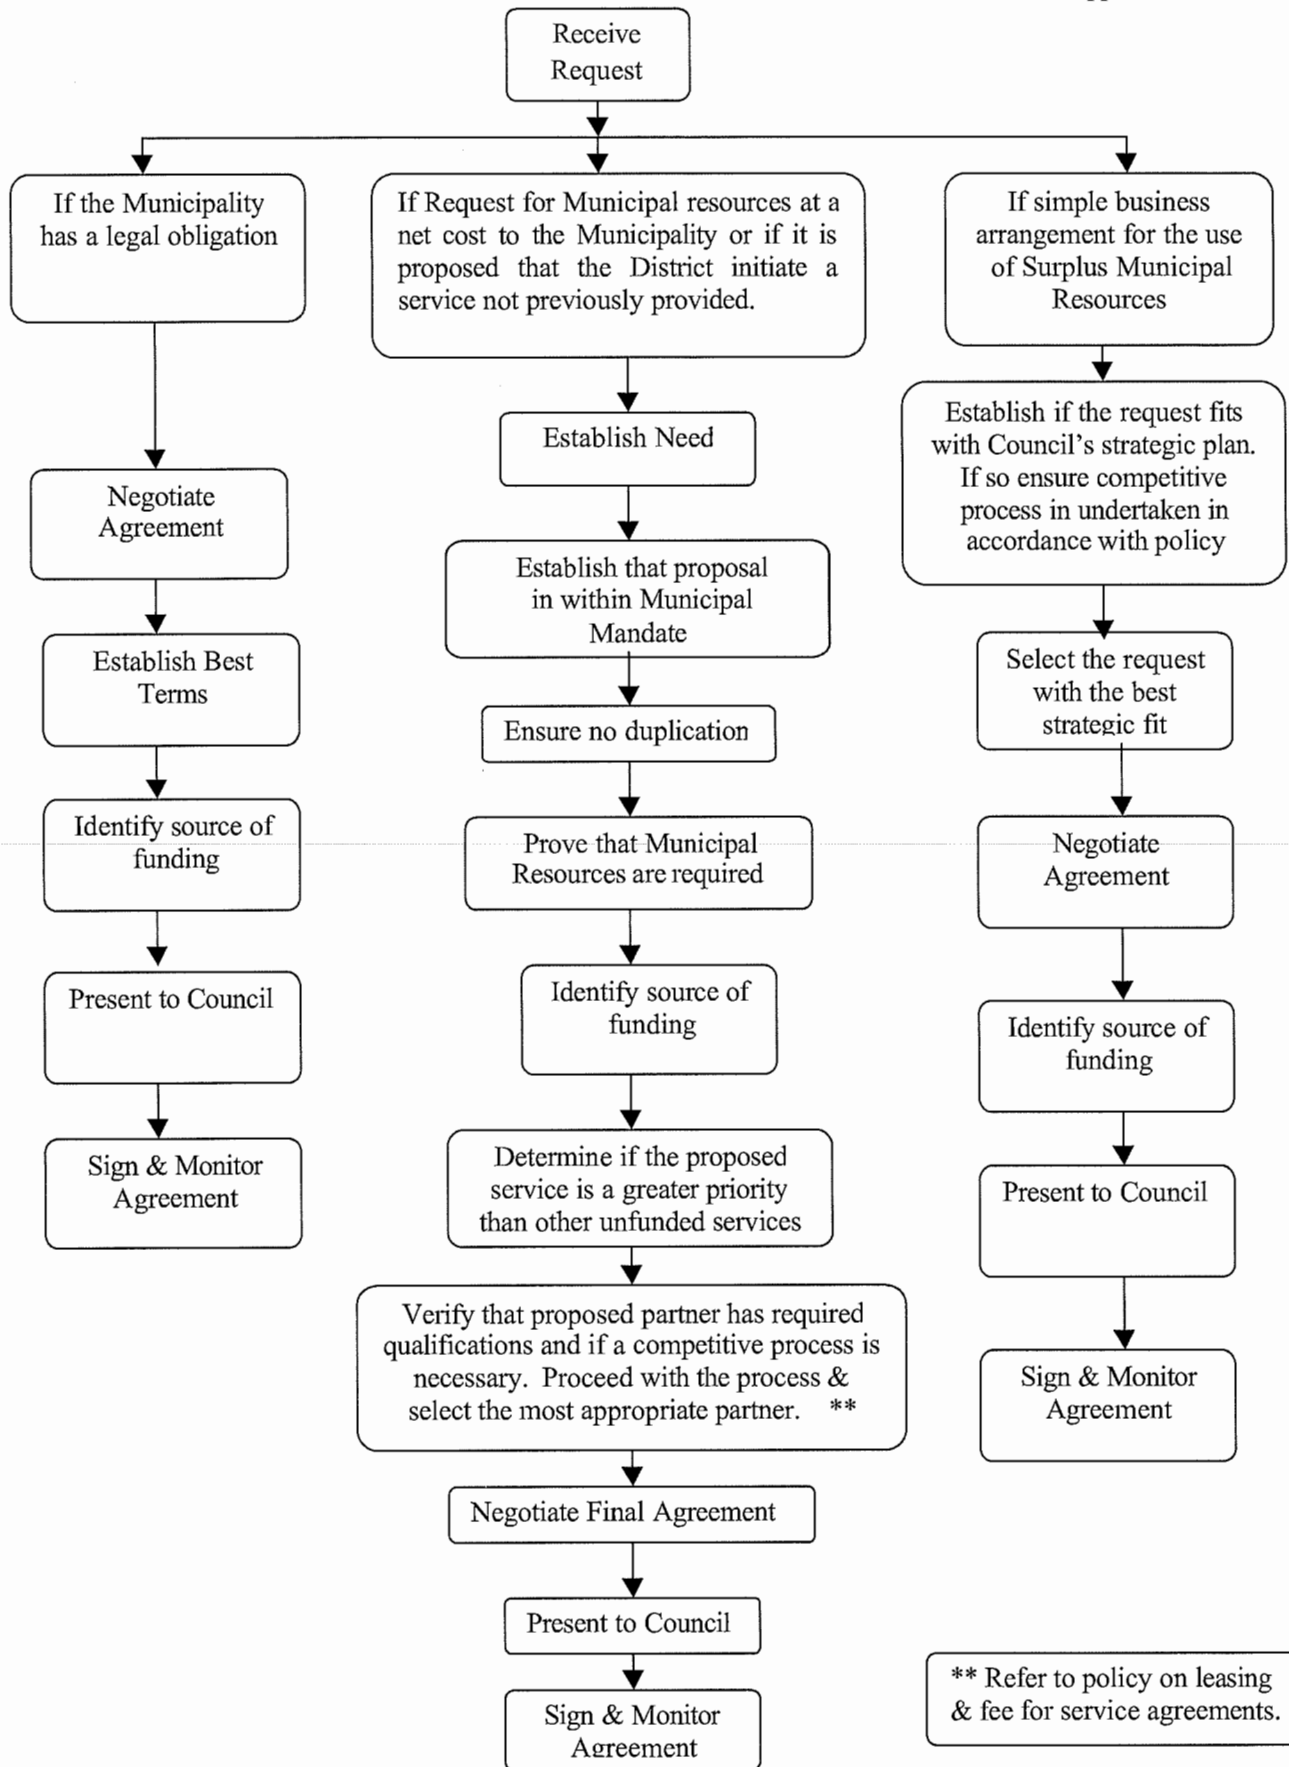 Receive
Request
If the Municipality
has a legal obligation
Negotiate
Agreement
Establish Best
Terms
Identify source of
funding
Present to Council
Sign & Monitor
Agreement
If Request for Municipal resources at a
net cost to the Municipality or if it is
proposed that the District initiate a
service not previously provided.
Establish Need
Establish that proposal
in within Municipal
Mandate
Ensure no duplication
Prove that Municipal
Resources are required
Identify source of
funding
Determine if the proposed
service is a greater priority
than other unfunded services
Verify that proposed partner has required
qualifications and if a competitive process is
necessary. Proceed with the process &
select the most appropriate partner. **
Negotiate Final Agreement
Present to Council
Sign & Monitor
Agreement
If simple business
arrangement for the use
of Surplus Municipal
Resources
Establish if the request fits
with Council's strategic plan.
If so ensure competitive
process in undertaken in
accordance with policy
Select the request
with the best
strategic fit
Negotiate
Agreement
Identify source of
funding
Present to Council
Sign & Monitor
Agreement
** Refer to policy on leasing
& fee for service agreements.